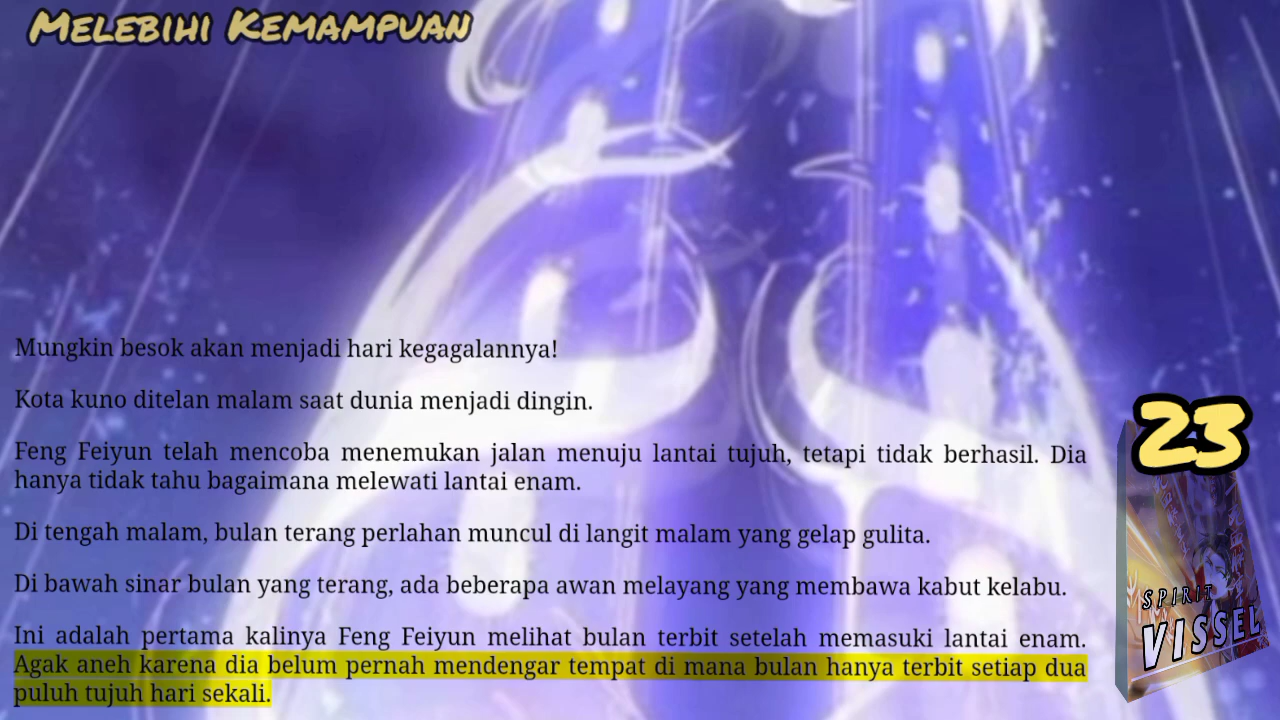 Melebihi Kemampuan
Mungkin besok akan menjadi hari kegagalannya!
Kota kuno ditelan malam saat dunia menjadi dingin.
Feng Feiyun telah mencoba menemukan jalan menuju lantai tujuh, tetapi tidak berhasil. Dia
hanya tidak tahu bagaimana melewati lantai enam.
Di tengah malam, bulan terang perlahan muncul di langit malam yang gelap gulita.
Di bawah sinar bulan yang terang, ada beberapa awan melayang yang membawa kabut kelabu.
Ini adalah pertama kalinya Feng Feiyun melihat bulan terbit setelah memasuki lantai enam.
Agak aneh karena dia belum pernah mendengar tempat di mana bulan hanya terbit setiap dua
puluh tujuh hari sekali.
23
SPIRIT
VISSEL